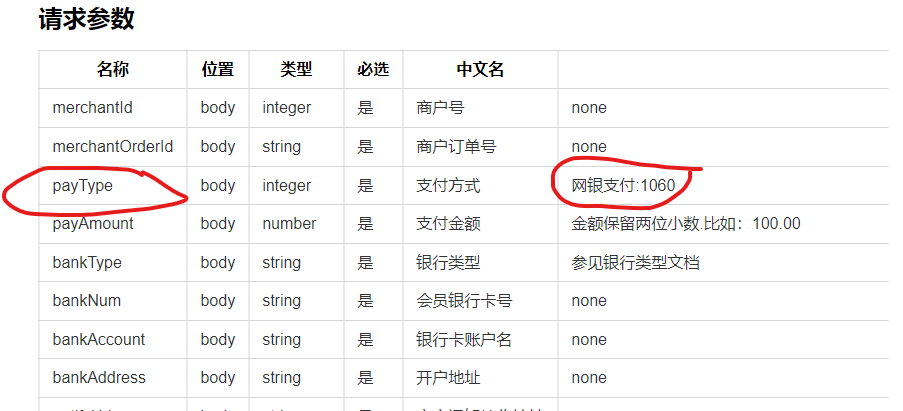 请求参数
名称 位置 类型 必选 中文名
merchantId body integer 是 商户号 none
merchantOrderId body string 是 商户订单号 none
payType body integer 是 支付方式 网银支付:1060
payAmount body number 是 支付金额 金额保留两位小数.比如：100.00
bankType body string 是 银行类型 参见银行类型文档
bankNum body string 是 会员银行卡号 none
bankAccount body string 是 银行卡账户名 none
bankAddress body string 是 开户地址 none